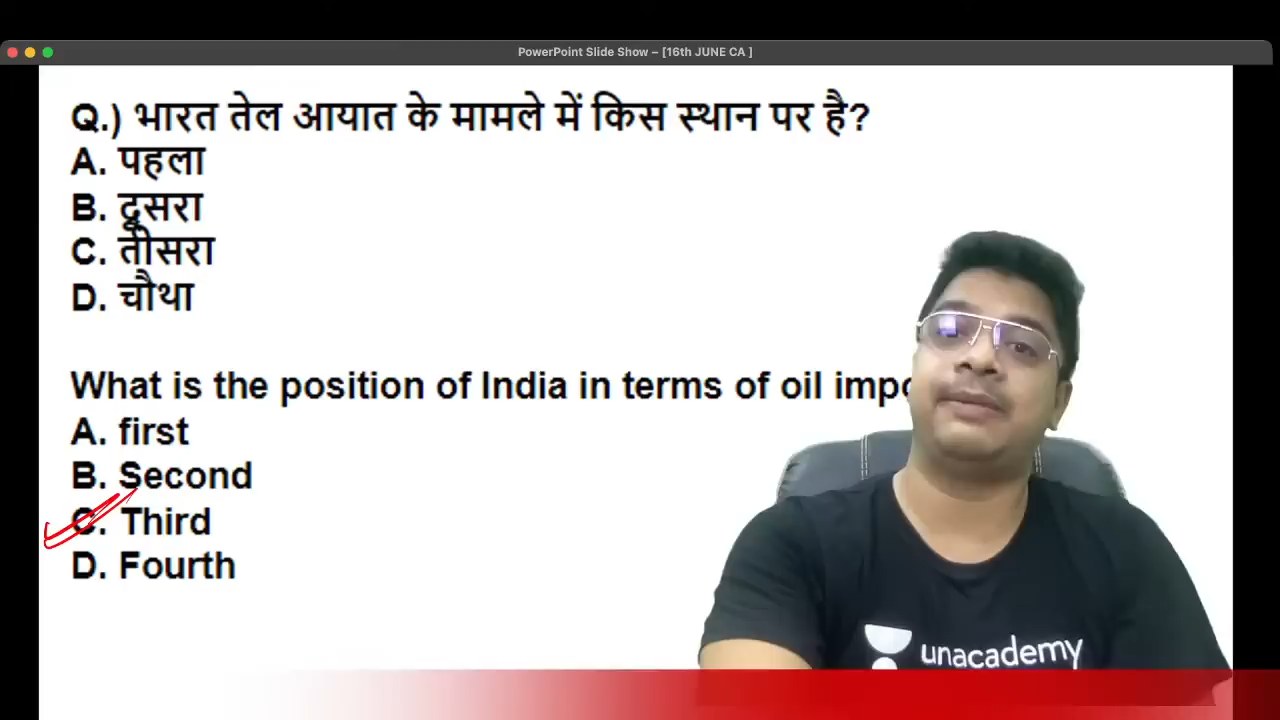 PowerPoint Slide Show – [16th JUNE CA ]
Q.) भारत तेल आयात के मामले में किस स्थान पर है?
A. पहला
B. दूसरा
C. तीसरा
D. चौथा
What is the position of India in terms of oil impo
A. first
B. Second
C. Third
D. Fourth
unacademy